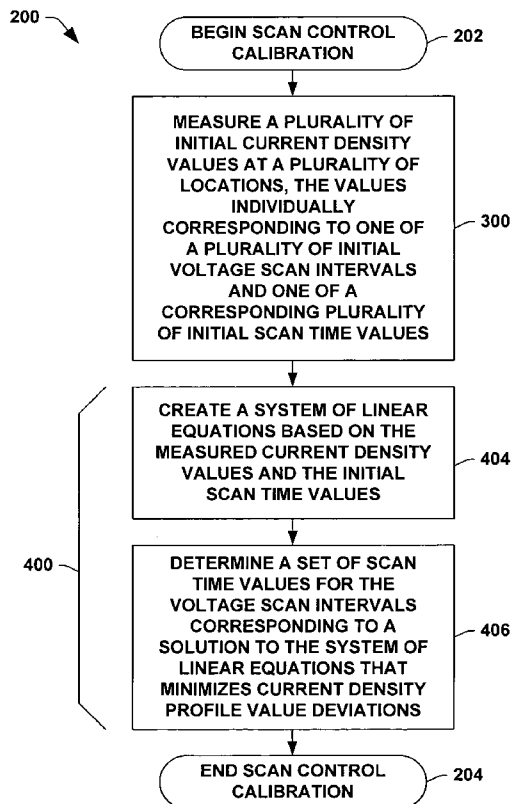 200
BEGIN SCAN CONTROL
CALIBRATION
202
MEASURE A PLURALITY OF
INITIAL CURRENT DENSITY
VALUES AT A PLURALITY OF
LOCATIONS, THE VALUES
INDIVIDUALLY
CORRESPONDING TO ONE OF
A PLURALITY OF INITIAL
VOLTAGE SCAN INTERVALS
AND ONE OF A
CORRESPONDING PLURALITY
OF INITIAL SCAN TIME VALUES
300
CREATE A SYSTEM OF LINEAR
EQUATIONS BASED ON THE
MEASURED CURRENT DENSITY
VALUES AND THE INITIAL
SCAN TIME VALUES
404
400
DETERMINE A SET OF SCAN
TIME VALUES FOR THE
VOLTAGE SCAN INTERVALS
CORRESPONDING TO A
SOLUTION TO THE SYSTEM OF
LINEAR EQUATIONS THAT
MINIMIZES CURRENT DENSITY
PROFILE VALUE DEVIATIONS
406
END SCAN CONTROL
CALIBRATION
204